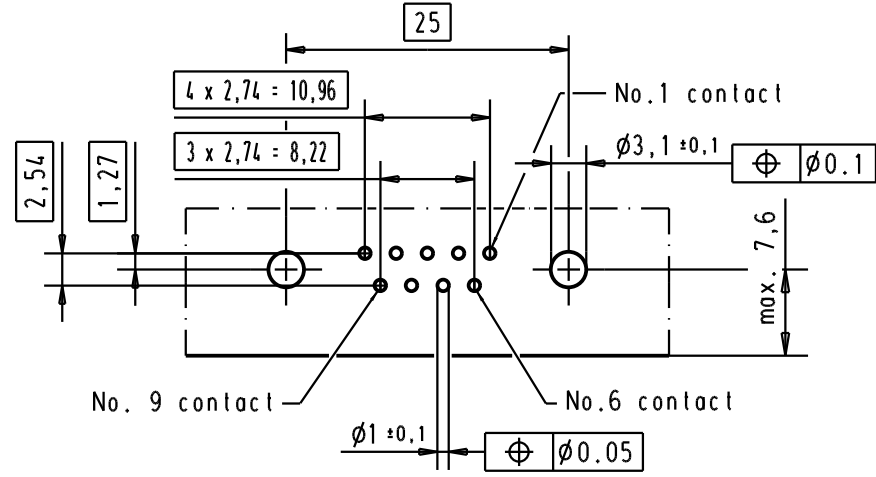 25
4 x 2,74 = 10,96
No.1 contact
3 x 2,74 = 8,22
Ø3,1 ±0,1
⌖ Ø0.1
2,54
1,27
max. 7,6
No. 9 contact
No.6 contact
Ø1 ±0,1
⌖ Ø0.05